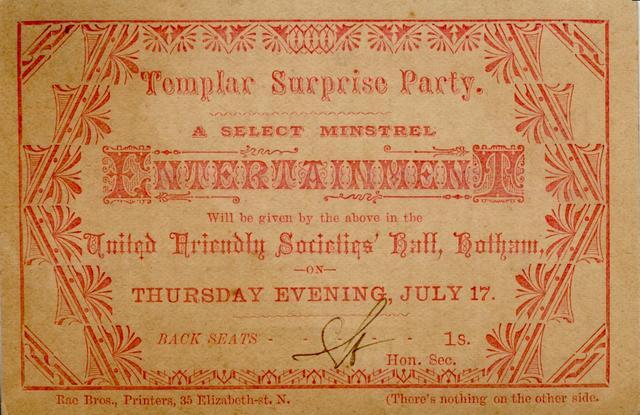 Templar Surprise Party.
A SELECT MINSTREL
ENTERTAINMENT
Will be given by the above in the
United Friendly Societies' Hall, Hotham,
—ON—
THURSDAY EVENING, JULY 17.
BACK SEATS - - - - - 1s.
Hon. Sec.
Rae Bros., Printers, 35 Elizabeth-st. N.
(There's nothing on the other side.